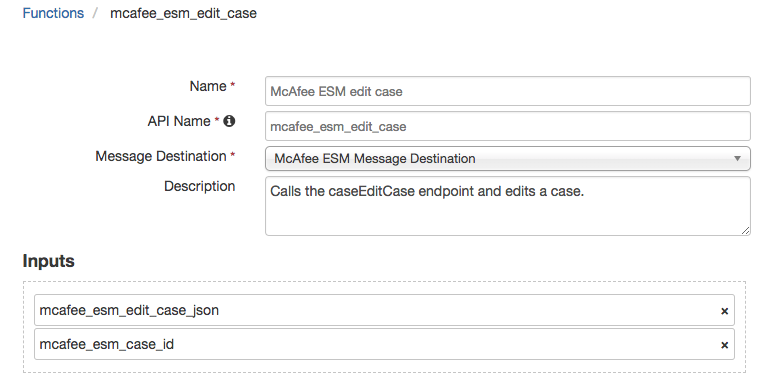 Functions / mcafee_esm_edit_case
Name *
McAfee ESM edit case
API Name *
mcafee_esm_edit_case
Message Destination *
McAfee ESM Message Destination
Description
Calls the caseEditCase endpoint and edits a case.
Inputs
mcafee_esm_edit_case_json ×
mcafee_esm_case_id ×